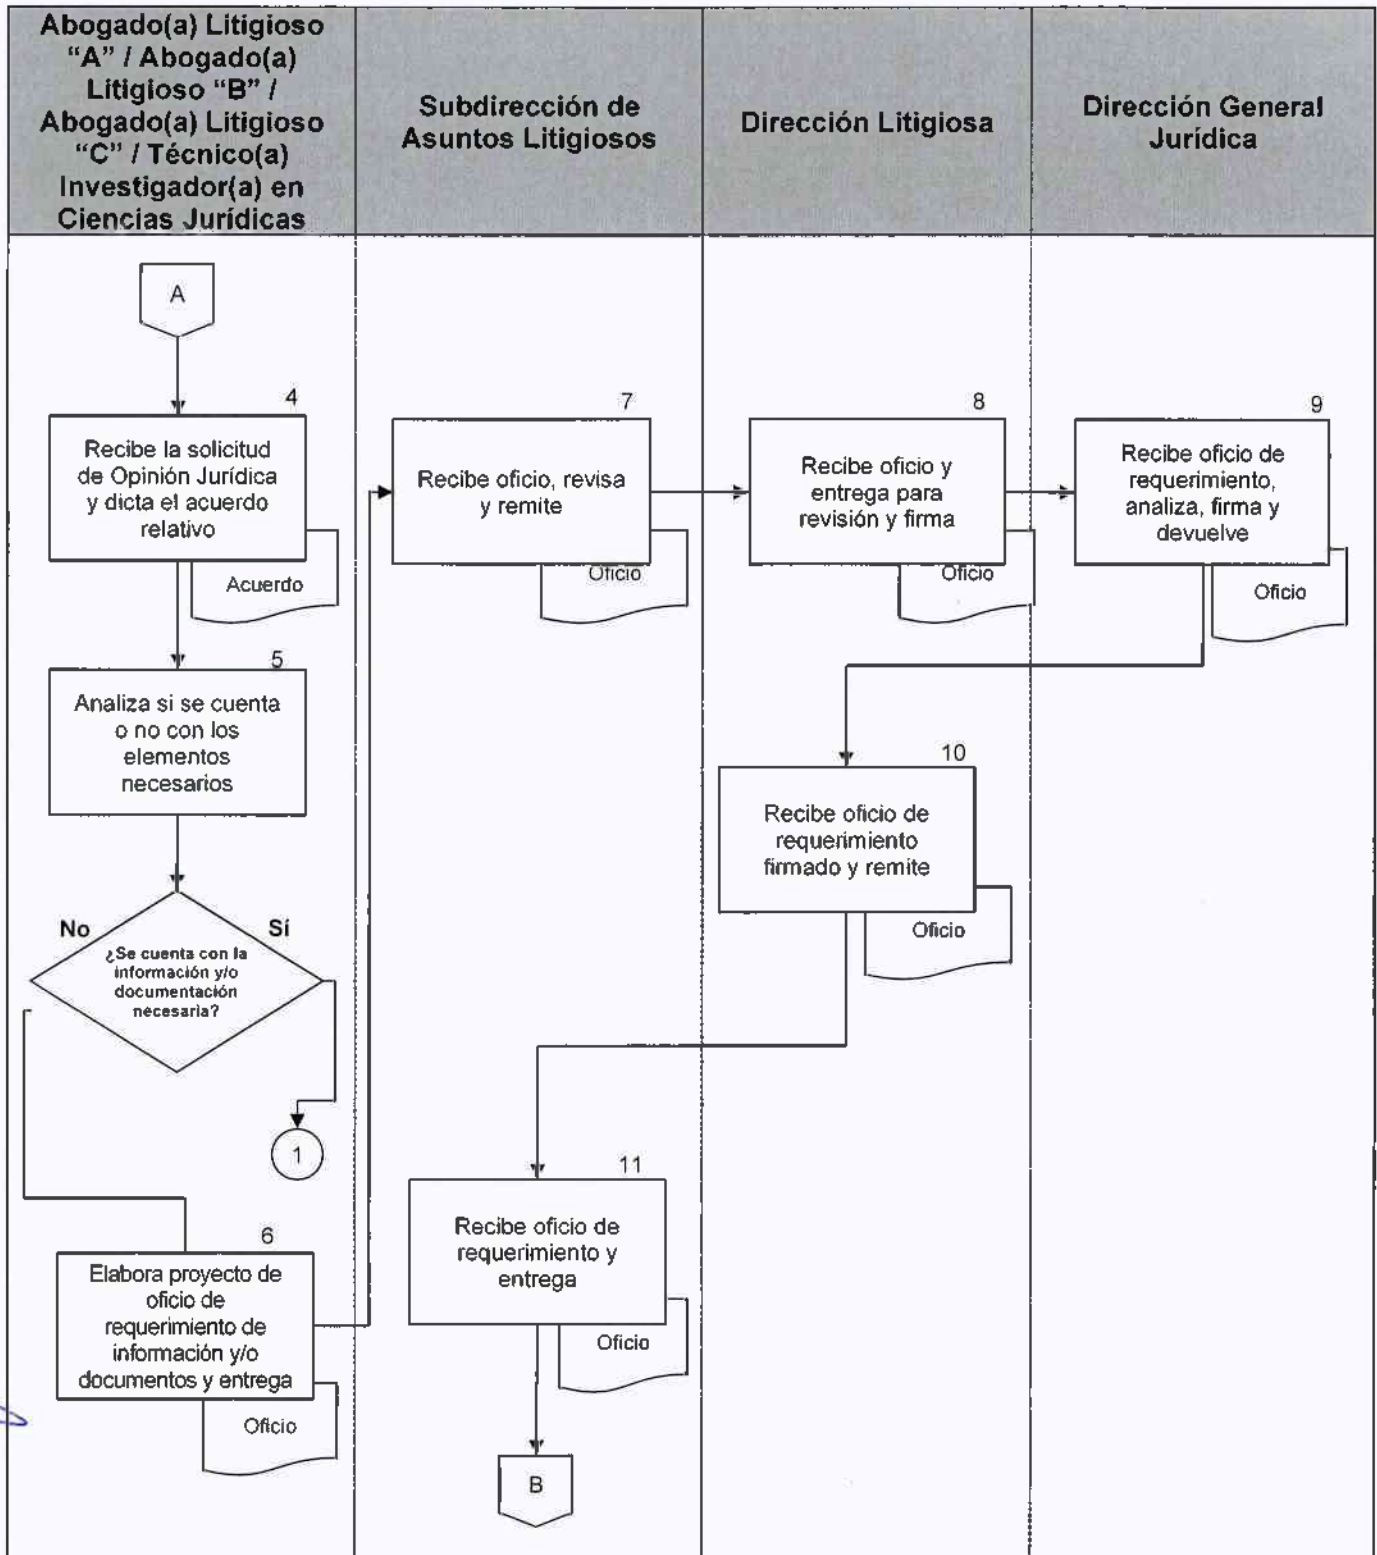 Abogado(a) Litigioso
“A” / Abogado(a)
Litigioso “B” /
Abogado(a) Litigioso
“C” / Técnico(a)
Investigador(a) en
Ciencias Jurídicas
Subdirección de
Asuntos Litigiosos
Dirección Litigiosa
Dirección General
Jurídica
A
4
Recibe la solicitud
de Opinión Jurídica
y dicta el acuerdo
relativo
Acuerdo
5
Analiza si se cuenta
o no con los
elementos
necesarios
No
Sí
¿Se cuenta con la
información y/o
documentación
necesaria?
1
6
Elabora proyecto de
oficio de
requerimiento de
información y/o
documentos y entrega
Oficio
7
Recibe oficio, revisa
y remite
Oficio
8
Recibe oficio y
entrega para
revisión y firma
Oficio
9
Recibe oficio de
requerimiento,
analiza, firma y
devuelve
Oficio
10
Recibe oficio de
requerimiento
firmado y remite
Oficio
11
Recibe oficio de
requerimiento y
entrega
Oficio
B